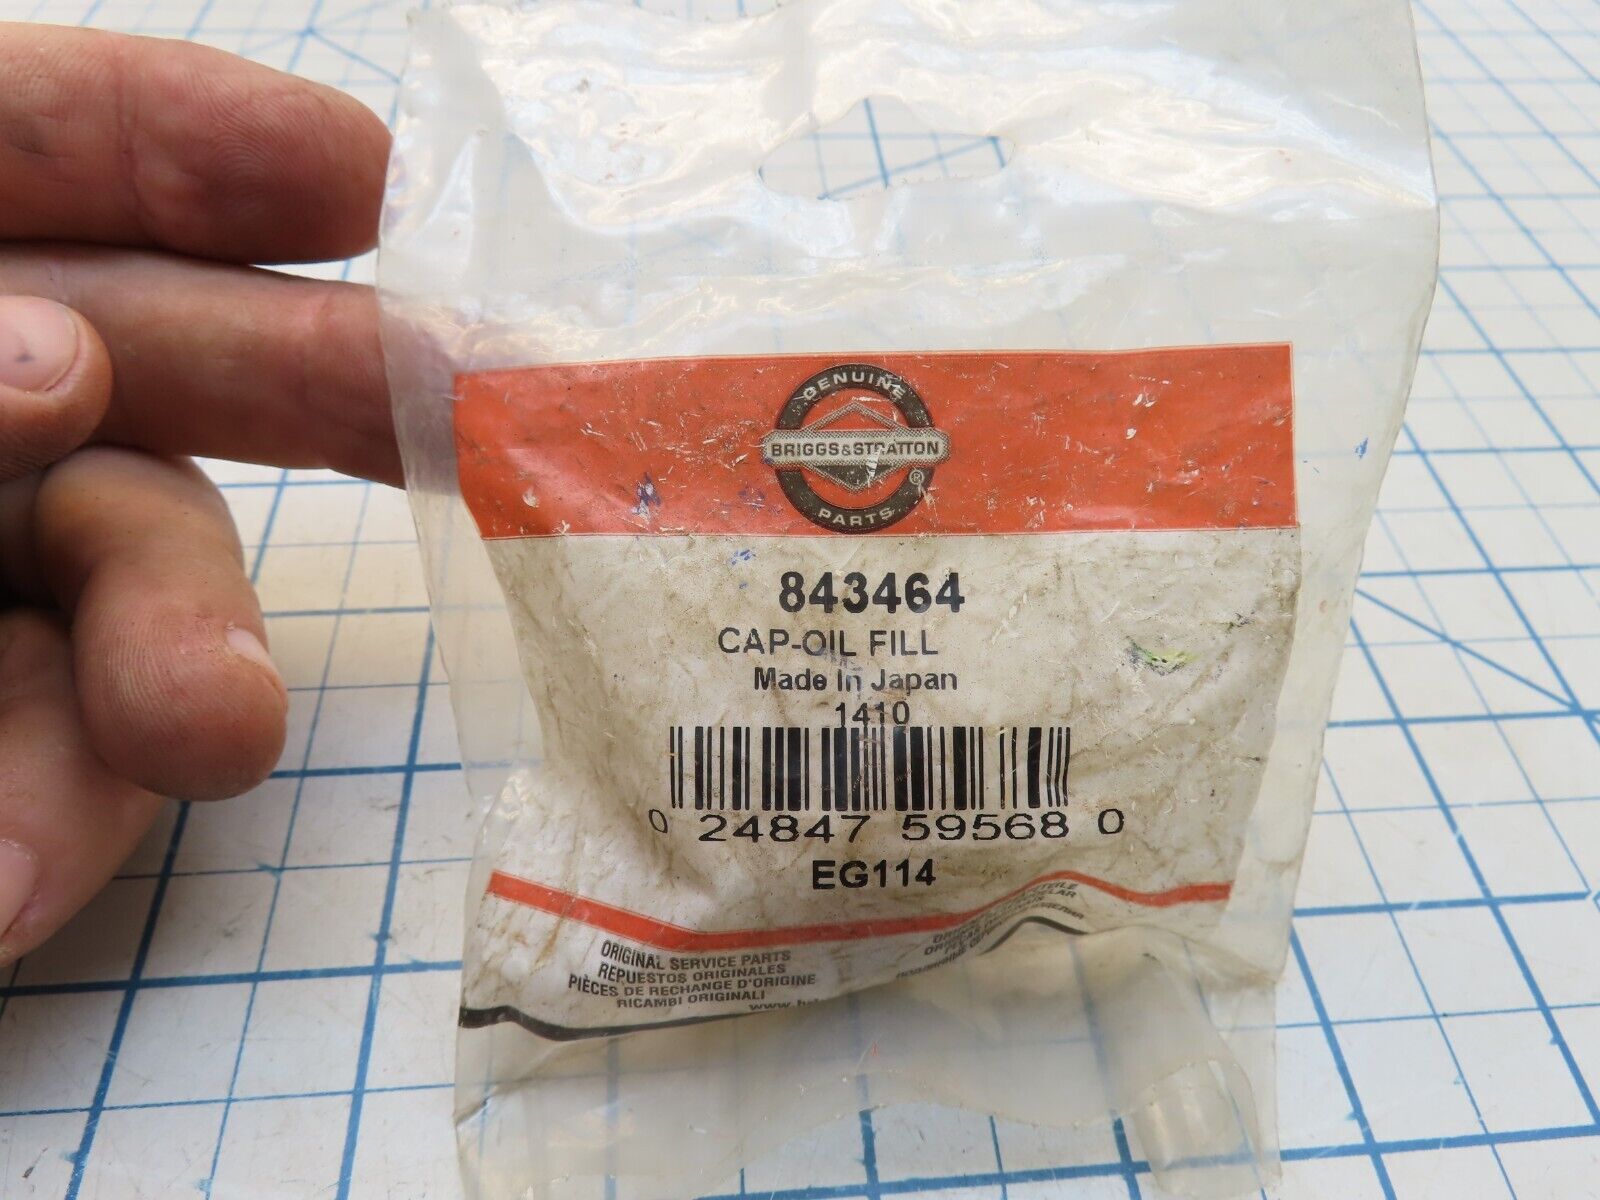 GENUINE
BRIGGS&STRATTON
®
PARTS
843464
CAP-OIL FILL
Made In Japan
1410
0 24847 59568 0
EG114
ORIGINAL SERVICE PARTS
REPUESTOS ORIGINALES
PIÈCES DE RECHANGE D'ORIGINE
RICAMBI ORIGINALI